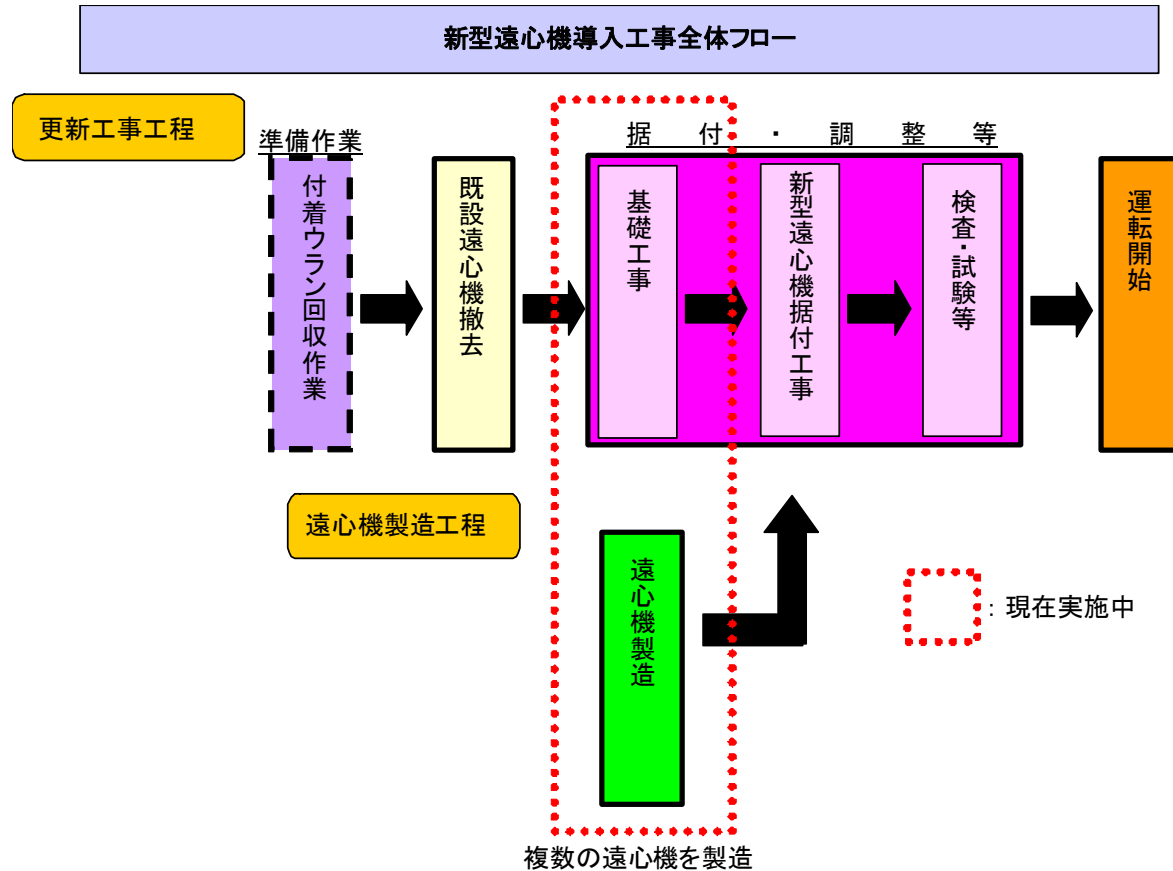 新型遠心機導入工事全体フロー
更新工事工程
準備作業
据付・調整等
付着ウラン回収作業
既設遠心機撤去
基礎工事
新型遠心機据付工事
検査・試験等
運転開始
遠心機製造工程
遠心機製造
：現在実施中
複数の遠心機を製造